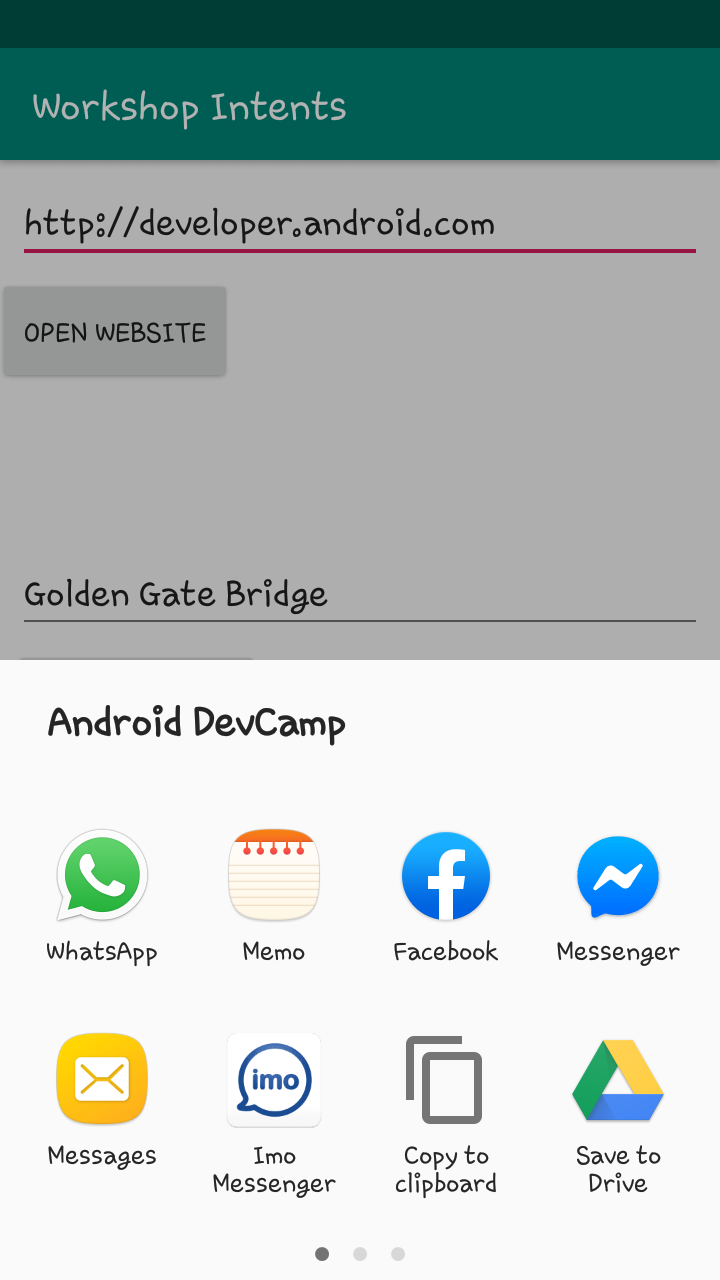 Workshop Intents
http://developer.android.com
OPEN WEBSITE
Golden Gate Bridge
Android DevCamp
WhatsApp
Memo
Facebook
Messenger
Messages
imo
Imo
Messenger
Copy to
clipboard
Save to
Drive